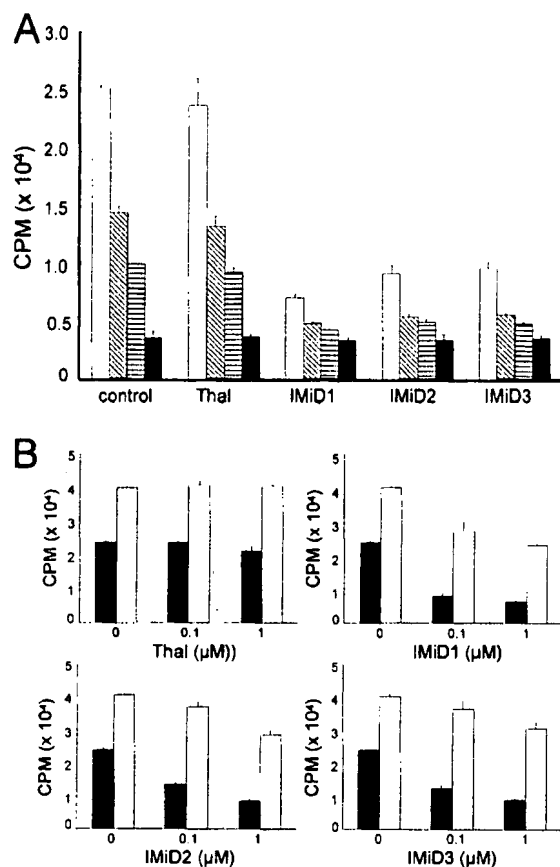 A
CPM (x 10⁴)
3.0
2.5
2.0
1.5
1.0
0.5
0
control Thal IMiD1 IMiD2 IMiD3
B
CPM (x 10⁴)
5
4
3
2
1
0 0.1 1
Thal (µM))
CPM (x 10⁴)
5
4
3
2
1
0 0.1 1
IMiD1 (µM)
CPM (x 10⁴)
5
4
3
2
1
0
0 0.1 1
IMiD2 (µM)
CPM (x 10⁴)
5
4
3
2
1
0
0 0.1 1
IMiD3 (µM)